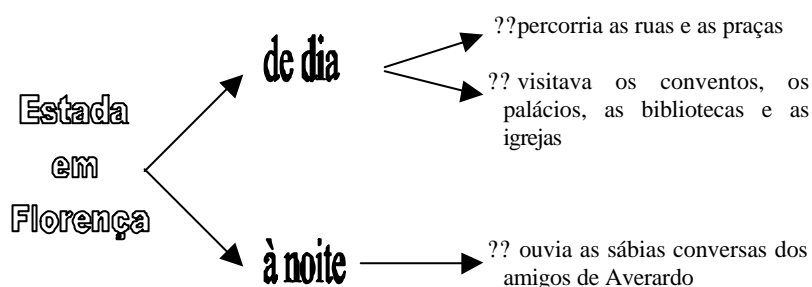 Estada
em
Florença
de dia
??percorria as ruas e as praças
?? visitava os conventos, os
palácios, as bibliotecas e as
igrejas
à noite
?? ouvia as sábias conversas dos
amigos de Averardo